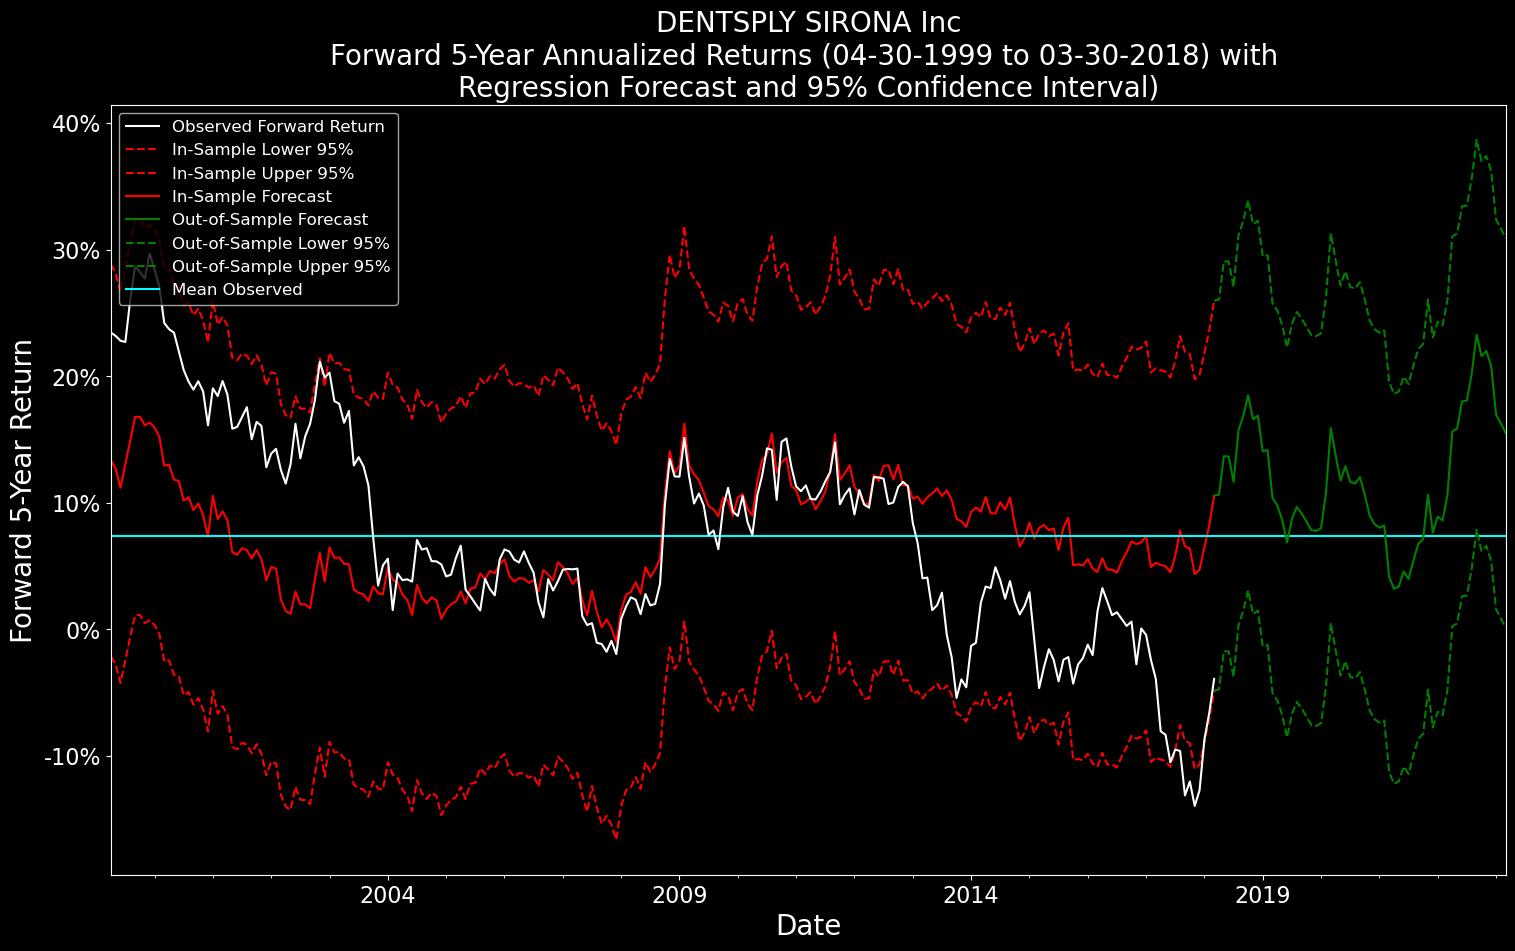 DENTSPLY SIRONA Inc
Forward 5-Year Annualized Returns (04-30-1999 to 03-30-2018) with
Regression Forecast and 95% Confidence Interval)
40%
30%
20%
10%
0%
-10%
Forward 5-Year Return
Observed Forward Return
In-Sample Lower 95%
In-Sample Upper 95%
In-Sample Forecast
Out-of-Sample Forecast
Out-of-Sample Lower 95%
Out-of-Sample Upper 95%
Mean Observed
2004 2009 2014 2019
Date